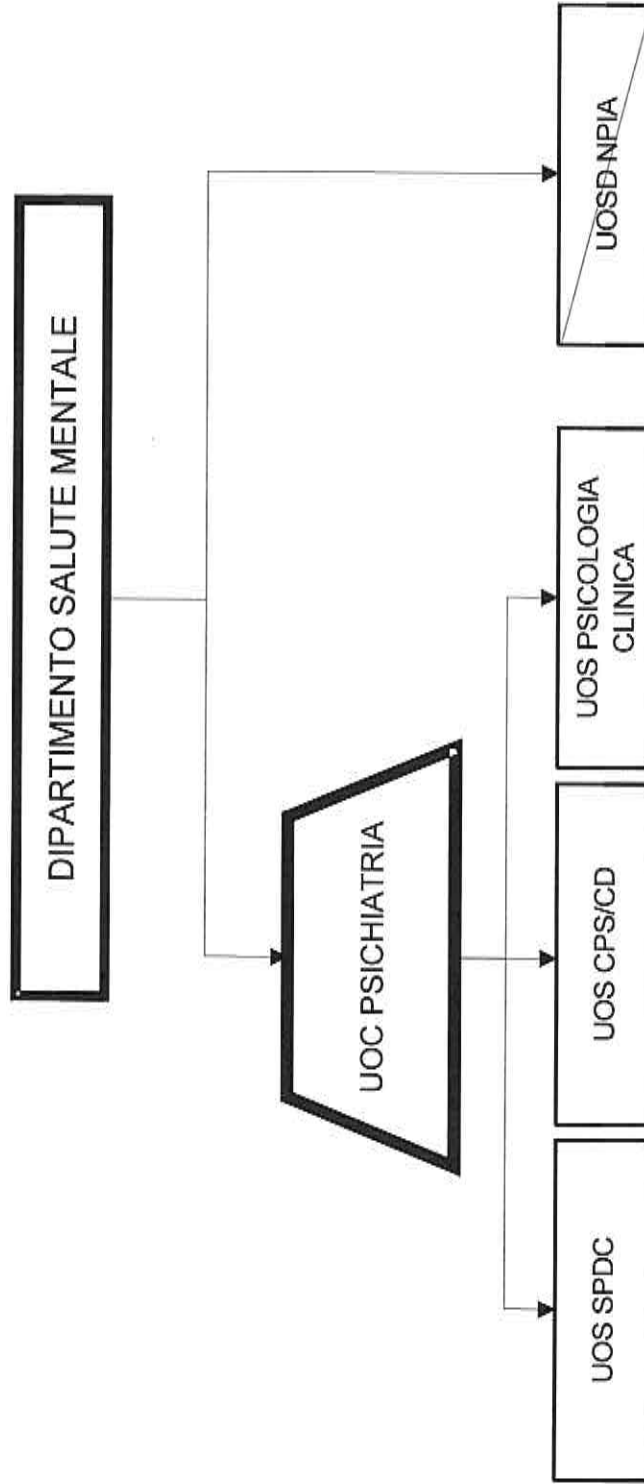 DIPARTIMENTO SALUTE MENTALE
UOC PSICHIATRIA
UOS SPDC
UOS CPS/CD
UOS PSICOLOGIA
CLINICA
UOSD NPIA